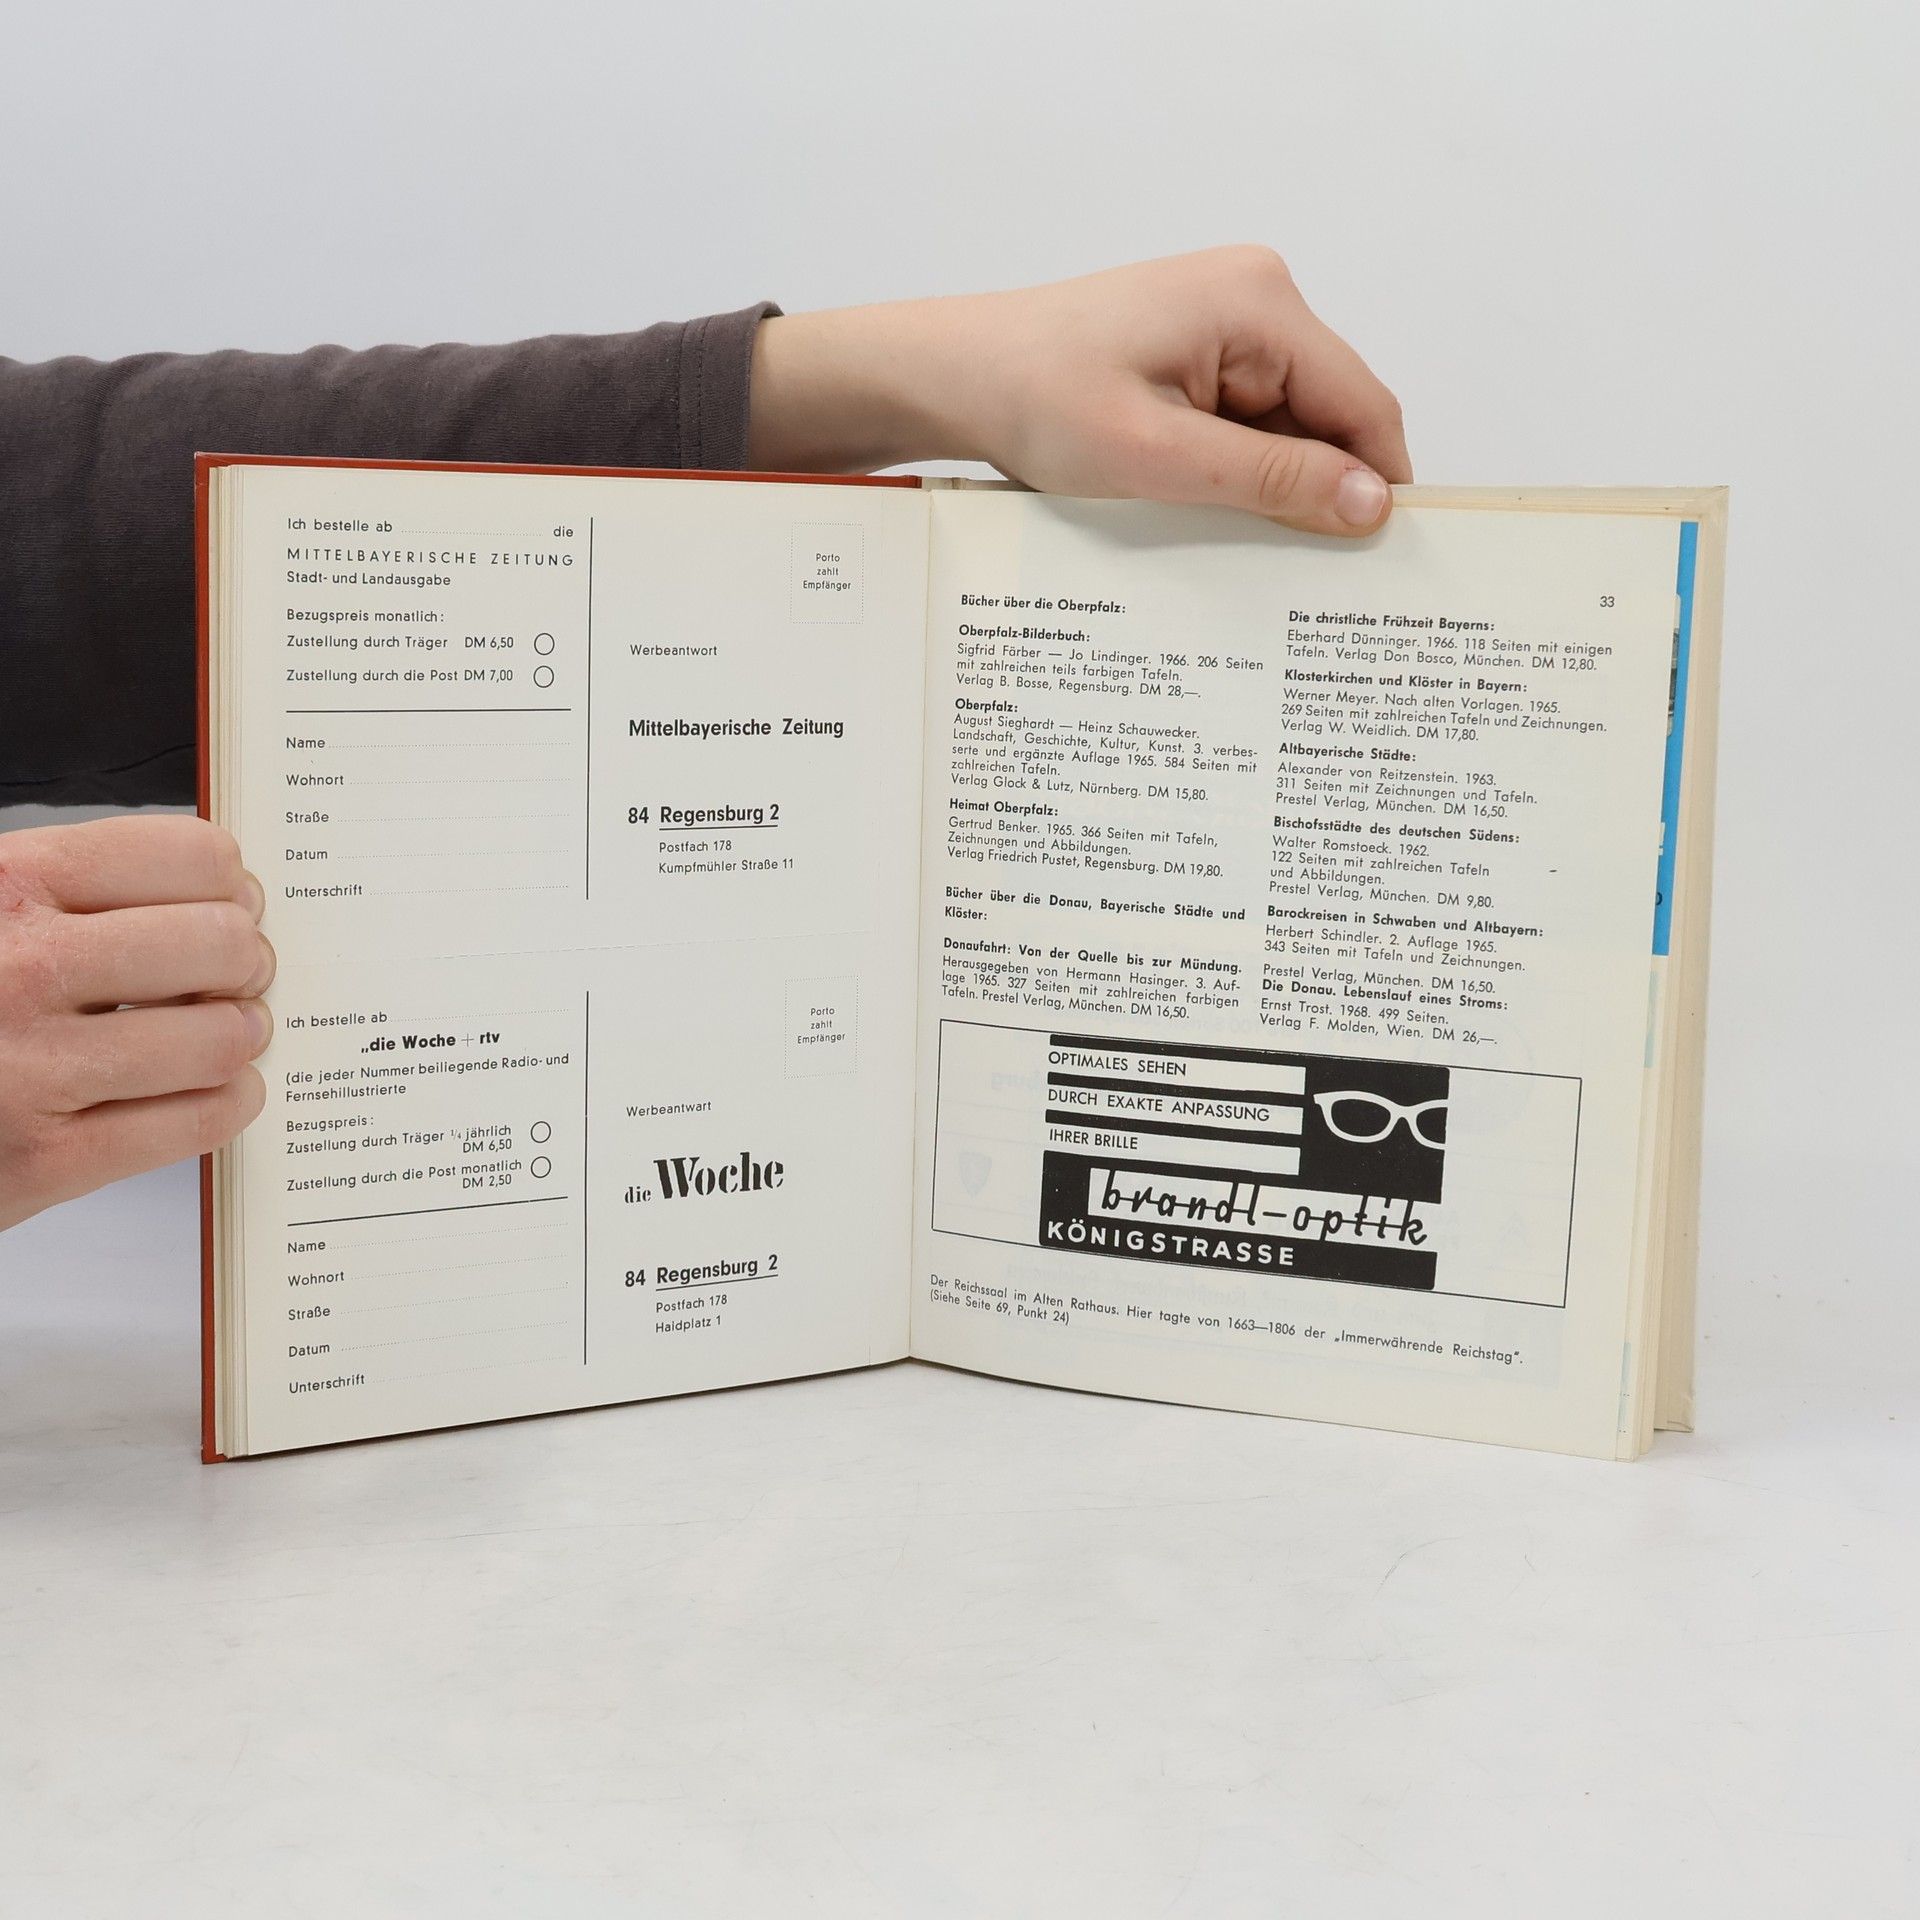 Ich bestelle ab die
MITTELBAYERISCHE ZEITUNG
Stadt- und Landausgabe
Bezugspreis monatlich:
Zustellung durch Träger DM 6,50
Zustellung durch die Post DM 7,00
Name
Wohnort
Straße
Datum
Unterschrift
Porto
zahlt
Empfänger
Werbeantwort
Mittelbayerische Zeitung
84 Regensburg 2
Postfach 178
Kumpfmühler Straße 11
Ich bestelle ab
„die Woche + rtv
(die jeder Nummer beiliegende Radio- und
Fernsehillustrierte
Bezugspreis:
Zustellung durch Träger ¼ jährlich
DM 6,50
Zustellung durch die Post monatlich
DM 2,50
Name
Wohnort
Straße
Datum
Unterschrift
Porto
zahlt
Empfänger
Werbeantwart
die Woche
84 Regensburg 2
Postfach 178
Haidplatz 1
33
Bücher über die Oberpfalz:
Oberpfalz-Bilderbuch:
Sigfrid Färber — Jo Lindinger. 1966. 206 Seiten
mit zahlreichen teils farbigen Tafeln.
Verlag B. Bosse, Regensburg. DM 28,—.
Oberpfalz:
August Sieghardt — Heinz Schauwecker.
Landschaft, Geschichte, Kultur, Kunst. 3. verbes-
serte und ergänzte Auflage 1965. 584 Seiten mit
zahlreichen Tafeln.
Verlag Glock & Lutz, Nürnberg. DM 15,80.
Heimat Oberpfalz:
Gertrud Benker. 1965. 366 Seiten mit Tafeln,
Zeichnungen und Abbildungen.
Verlag Friedrich Pustet, Regensburg. DM 19,80.
Bücher über die Donau, Bayerische Städte und
Klöster:
Donaufahrt: Von der Quelle bis zur Mündung.
Herausgegeben von Hermann Hasinger. 3. Auf-
lage 1965. 327 Seiten mit zahlreichen farbigen
Tafeln. Prestel Verlag, München. DM 16,50.
Die christliche Frühzeit Bayerns:
Eberhard Dünninger. 1966. 118 Seiten mit einigen
Tafeln. Verlag Don Bosco, München. DM 12,80.
Klosterkirchen und Klöster in Bayern:
Werner Meyer. Nach alten Vorlagen. 1965.
269 Seiten mit zahlreichen Tafeln und Zeichnungen.
Verlag W. Weidlich. DM 17,80.
Altbayerische Städte:
Alexander von Reitzenstein. 1963.
311 Seiten mit Zeichnungen und Tafeln.
Prestel Verlag, München. DM 16,50.
Bischofsstädte des deutschen Südens:
Walter Romstoeck. 1962.
122 Seiten mit zahlreichen Tafeln
und Abbildungen.
Prestel Verlag, München. DM 9,80.
Barockreisen in Schwaben und Altbayern:
Herbert Schindler. 2. Auflage 1965.
343 Seiten mit Tafeln und Zeichnungen.
Prestel Verlag, München. DM 16,50.
Die Donau. Lebenslauf eines Stroms:
Ernst Trost. 1968. 499 Seiten.
Verlag F. Molden, Wien. DM 26,—.
OPTIMALES SEHEN
DURCH EXAKTE ANPASSUNG
IHRER BRILLE
brandl-optik
KÖNIGSTRASSE
Der Reichssaal im Alten Rathaus. Hier tagte von 1663—1806 der „Immerwährende Reichstag“.
(Siehe Seite 69, Punkt 24)